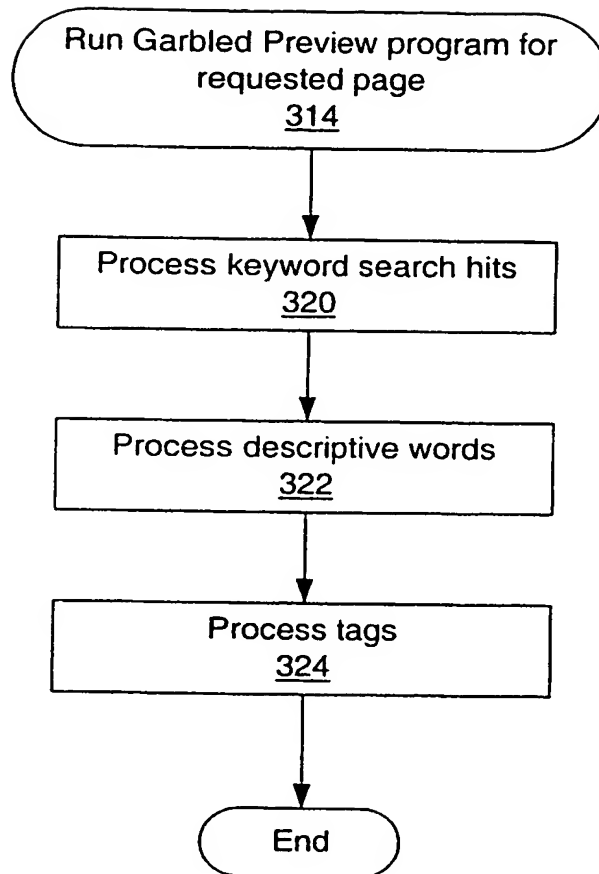 Run Garbled Preview program for
requested page
314
Process keyword search hits
320
Process descriptive words
322
Process tags
324
End